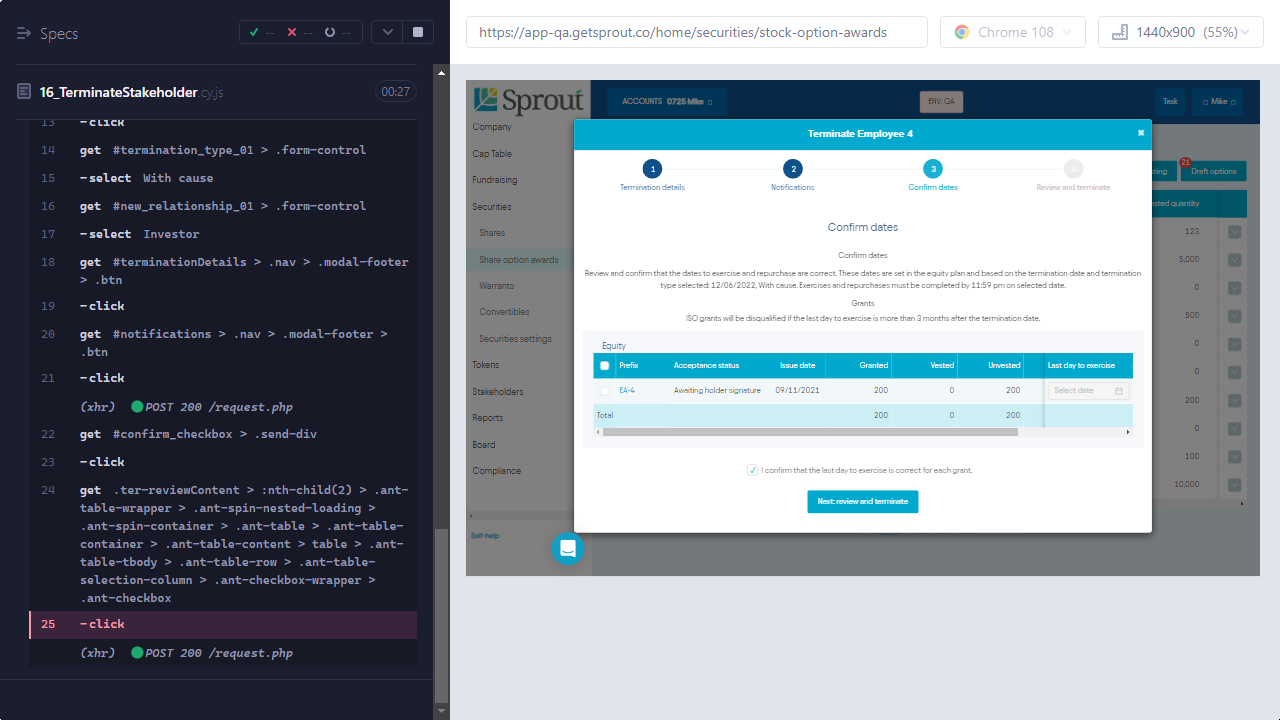 Specs
-- -- --
16_TerminateStakeholder.cy.js
00:27
13 -click
14 get #termination_type_01 > .form-control
15 -select With cause
16 get #new_relationship_01 > .form-control
17 -select Investor
18 get #terminationDetails > .nav > .modal-footer
> .btn
19 -click
20 get #notifications > .nav > .modal-footer >
.btn
21 -click
(xhr) POST 200 /request.php
22 get #confirm_checkbox > .send-div
23 -click
24 get .ter-reviewContent > :nth-child(2) > .ant-
table-wrapper > .ant-spin-nested-loading >
.ant-spin-container > .ant-table > .ant-table-
container > .ant-table-content > table > .ant-
table-tbody > .ant-table-row > .ant-table-
selection-column > .ant-checkbox-wrapper >
.ant-checkbox
25 -click
(xhr) POST 200 /request.php
https://app-qa.getsprout.co/home/securities/stock-option-awards
Chrome 108
1440x900 (55%)
Sprout
ACCOUNTS 0725 Mike
ENV: QA
Task
Mike
Company
Cap Table
Fundraising
Securities
Shares
Share option awards
Warrants
Convertibles
Securities settings
Tokens
Stakeholders
Reports
Board
Compliance
Self-help
Terminate Employee 4
1 2 3 4
Termination details Notifications Confirm dates Review and terminate
Confirm dates
Confirm dates
Review and confirm that the dates to exercise and repurchase are correct. These dates are set in the equity plan and based on the termination date and termination
type selected: 12/06/2022, With cause. Exercises and repurchases must be completed by 11:59 pm on selected date.
Grants
ISO grants will be disqualified if the last day to exercise is more than 3 months after the termination date.
Equity
Prefix Acceptance status Issue date Granted Vested Unvested Last day to exercise
EA-4 Awaiting holder signature 09/11/2021 200 0 200 Select date
Total 200 0 200
I confirm that the last day to exercise is correct for each grant.
Next: review and terminate
21
Draft options
123
5,000
0
500
0
0
200
0
100
10,000